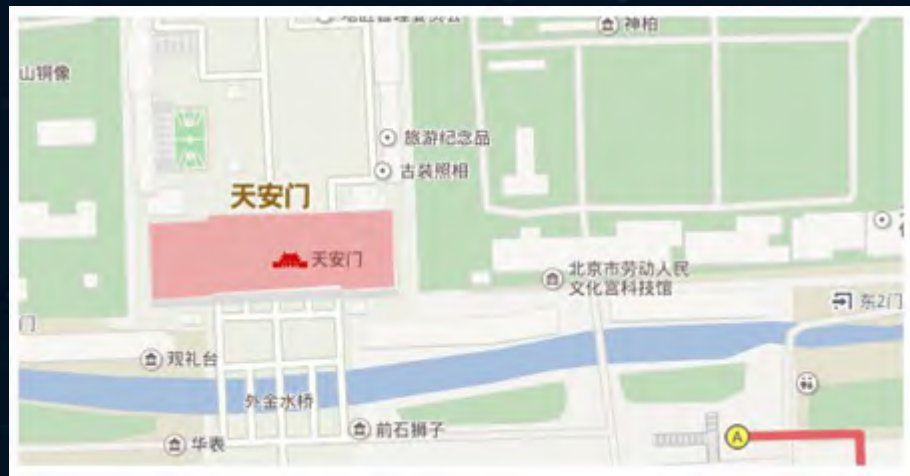 神柏
山铜像
旅游纪念品
古装照相
天安门
天安门
北京市劳动人民
文化宫科技馆
东2门
门
观礼台
外金水桥
前石狮子
华表
A